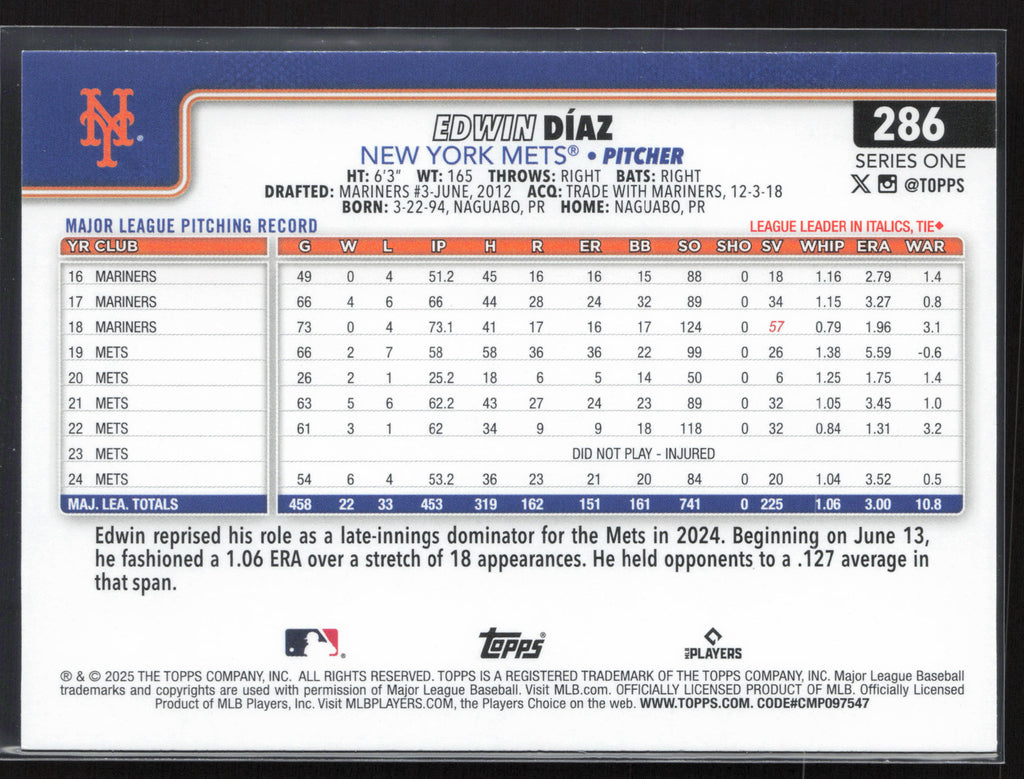 NY
EDWIN DÍAZ
286
NEW YORK METS® • PITCHER
SERIES ONE
HT: 6'3" WT: 165 THROWS: RIGHT BATS: RIGHT
DRAFTED: MARINERS #3-JUNE, 2012 ACQ: TRADE WITH MARINERS, 12-3-18
X @TOPPS
BORN: 3-22-94, NAGUABO, PR HOME: NAGUABO, PR
MAJOR LEAGUE PITCHING RECORD
LEAGUE LEADER IN ITALICS, TIE◆
YR CLUB G W L IP H R ER BB SO SHO SV WHIP ERA WAR
16 MARINERS 49 0 4 51.2 45 16 16 15 88 0 18 1.16 2.79 1.4
17 MARINERS 66 4 6 66 44 28 24 32 89 0 34 1.15 3.27 0.8
18 MARINERS 73 0 4 73.1 41 17 16 17 124 0 57 0.79 1.96 3.1
19 METS 66 2 7 58 58 36 36 22 99 0 26 1.38 5.59 -0.6
20 METS 26 2 1 25.2 18 6 5 14 50 0 6 1.25 1.75 1.4
21 METS 63 5 6 62.2 43 27 24 23 89 0 32 1.05 3.45 1.0
22 METS 61 3 1 62 34 9 9 18 118 0 32 0.84 1.31 3.2
23 METS DID NOT PLAY - INJURED
24 METS 54 6 4 53.2 36 23 21 20 84 0 20 1.04 3.52 0.5
MAJ. LEA. TOTALS 458 22 33 453 319 162 151 161 741 0 225 1.06 3.00 10.8
Edwin reprised his role as a late-innings dominator for the Mets in 2024. Beginning on June 13,
he fashioned a 1.06 ERA over a stretch of 18 appearances. He held opponents to a .127 average in
that span.
topps®
MLB PLAYERS
® & © 2025 THE TOPPS COMPANY, INC. ALL RIGHTS RESERVED. TOPPS IS A REGISTERED TRADEMARK OF THE TOPPS COMPANY, INC. Major League Baseball
trademarks and copyrights are used with permission of Major League Baseball. Visit MLB.com. OFFICIALLY LICENSED PRODUCT OF MLB. Officially Licensed
Product of MLB Players, Inc. Visit MLBPLAYERS.COM, the Players Choice on the web. WWW.TOPPS.COM. CODE#CMP097547